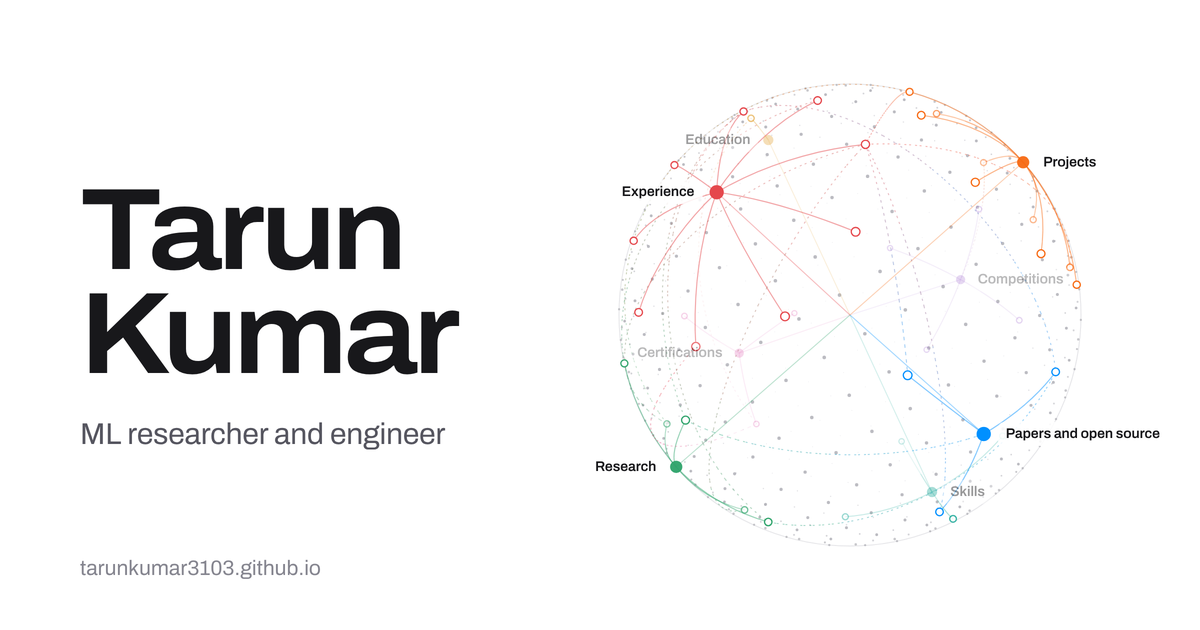 Tarun
Kumar
ML researcher and engineer
tarunkumar3103.github.io
Education
Projects
Experience
Competitions
Certifications
Papers and open source
Research
Skills